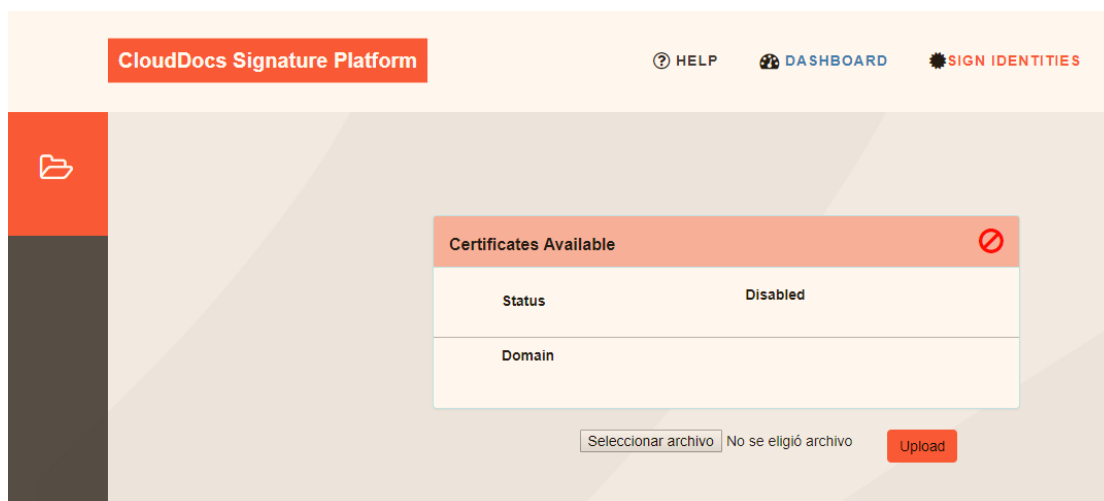 CloudDocs Signature Platform
HELP
DASHBOARD
SIGN IDENTITIES
Certificates Available
Status Disabled
Domain
Seleccionar archivo No se eligió archivo Upload